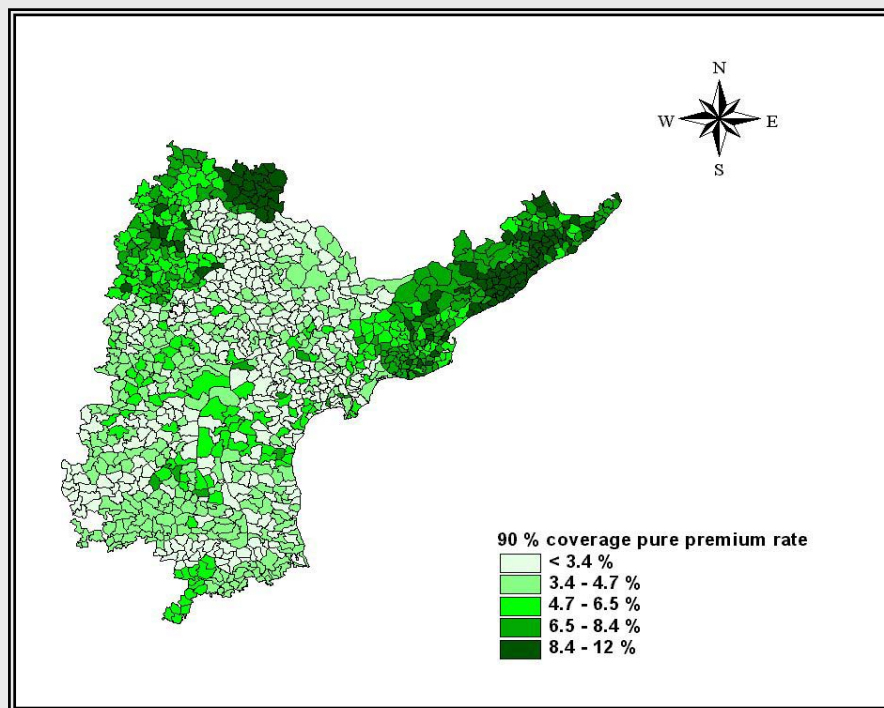 N
W E
S
90 % coverage pure premium rate
< 3.4 %
3.4 - 4.7 %
4.7 - 6.5 %
6.5 - 8.4 %
8.4 - 12 %